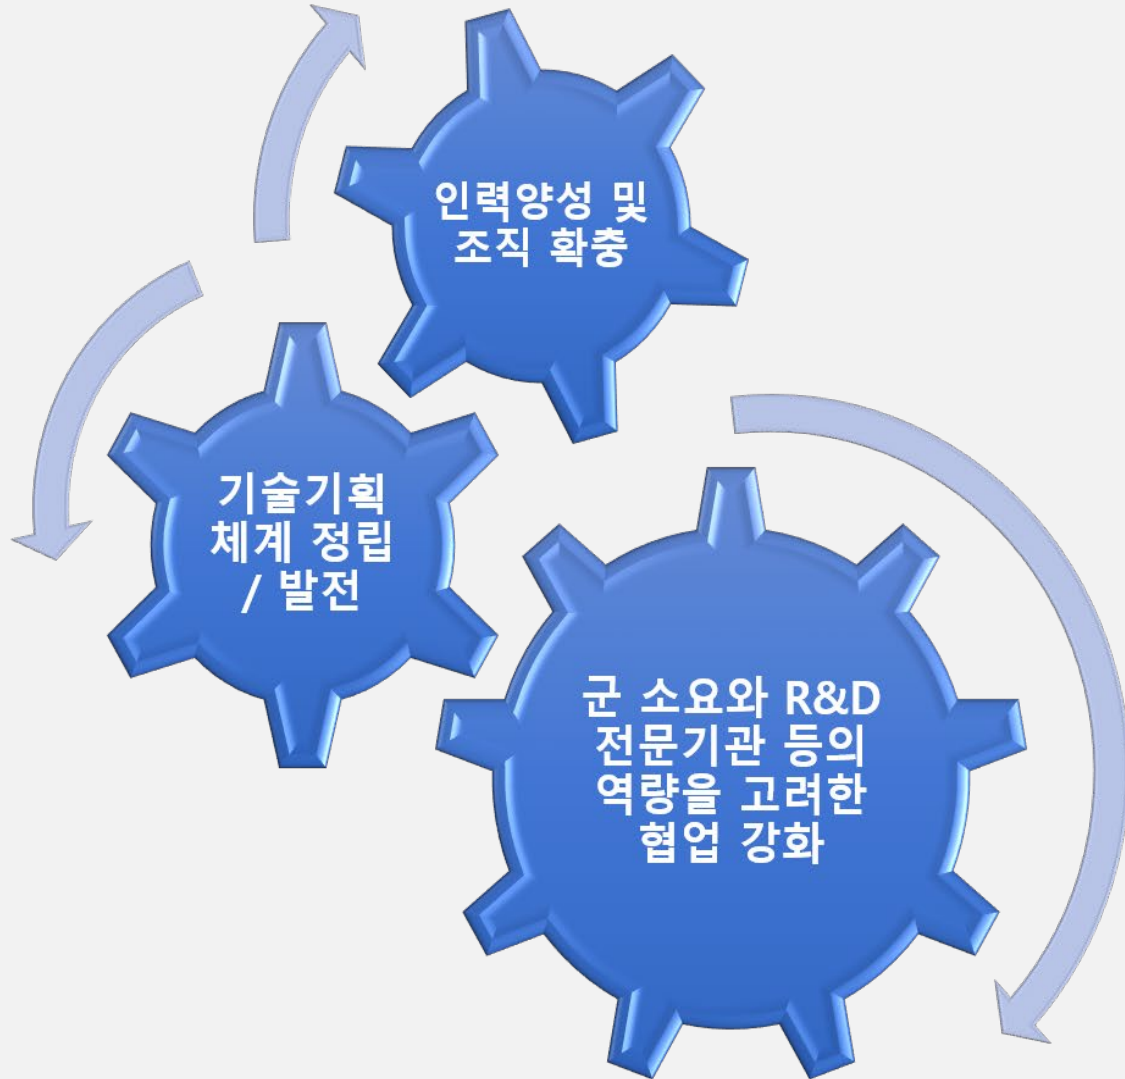 인력양성 및
조직 확충
기술기획
체계 정립
/ 발전
군 소요와 R&D
전문기관 등의
역량을 고려한
협업 강화